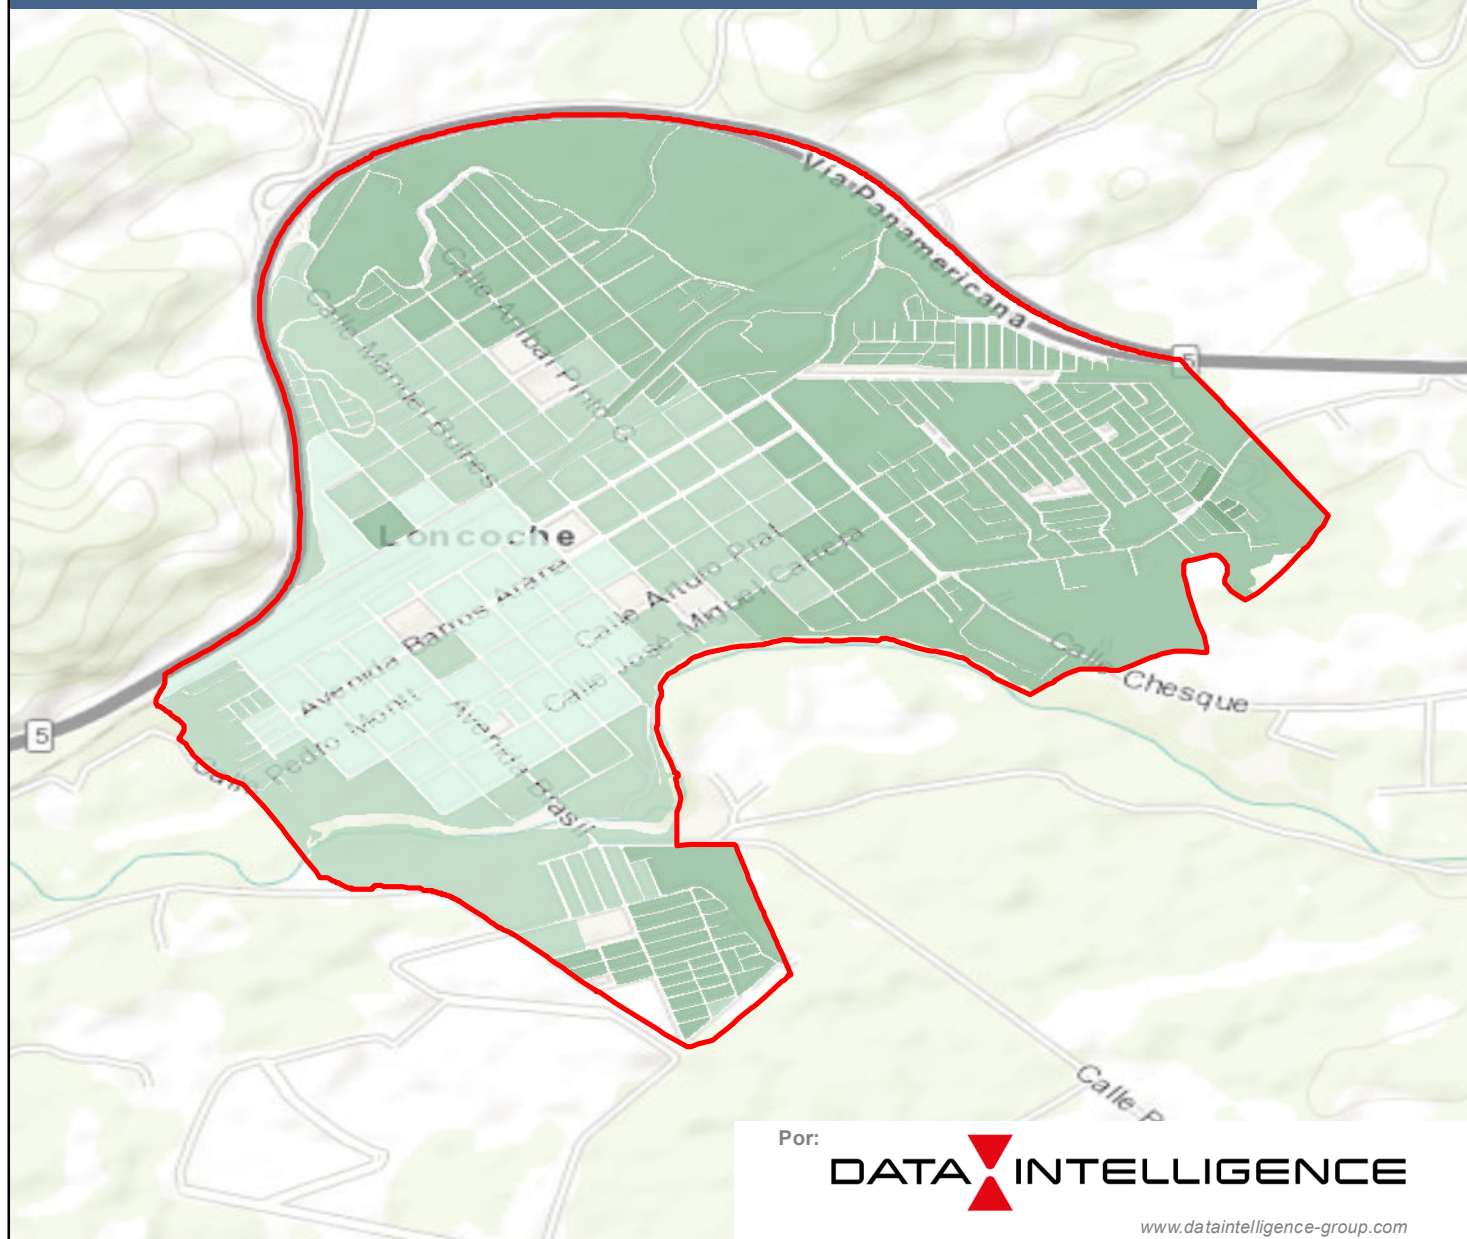 Vía Panamericana
5
Calle Aníbal Pinto G
Calle Manuel Bulnes
Loncoche
Calle Arturo Prat
Calle José Miguel Carrera
Avenida Barros Arana
Calle Chesque
5
Calle Pedro Montt
Avenida Brasil
Calle
Por:
DATA INTELLIGENCE
www.dataintelligence-group.com